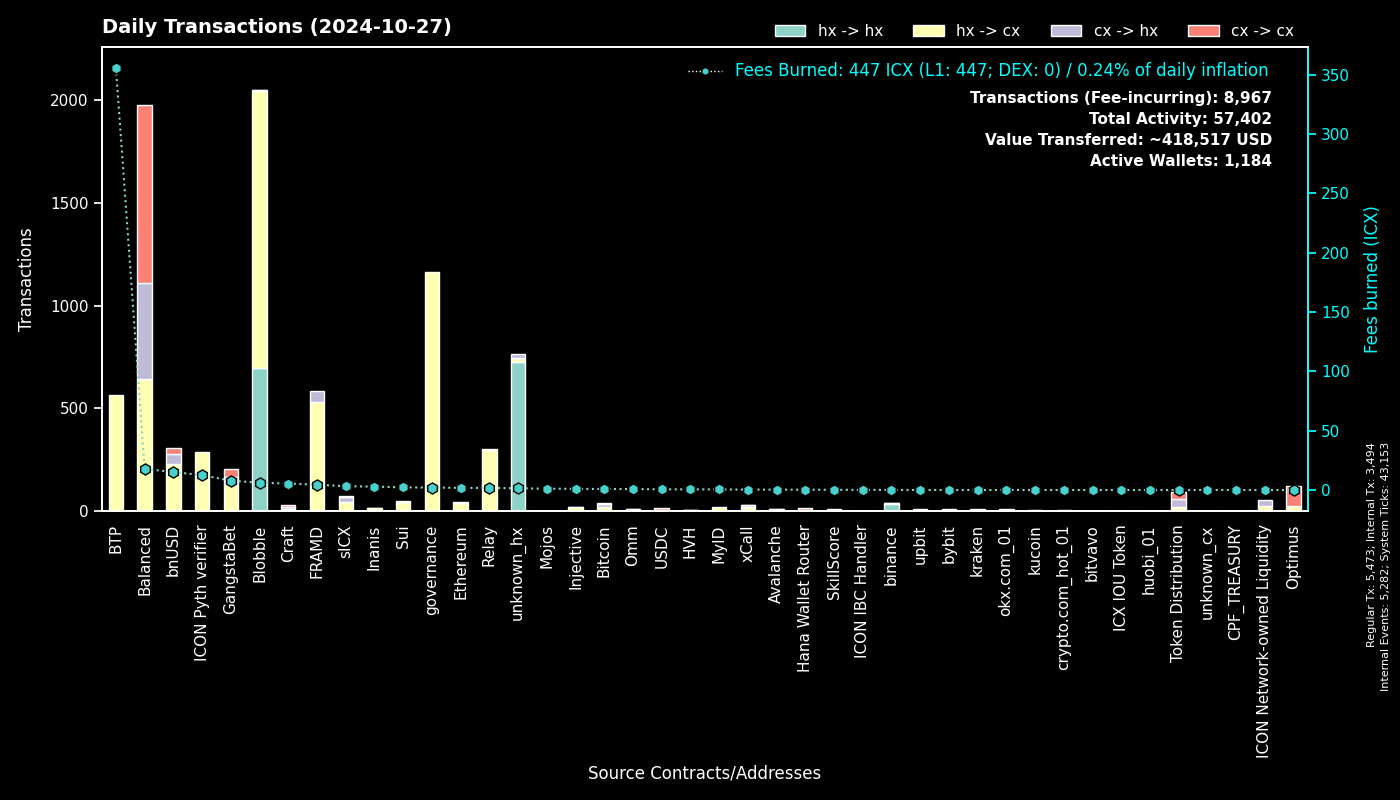 Daily Transactions (2024-10-27)
hx -> hx
hx -> cx
cx -> hx
cx -> cx
Fees Burned: 447 ICX (L1: 447; DEX: 0) / 0.24% of daily inflation
Transactions (Fee-incurring): 8,967
Total Activity: 57,402
Value Transferred: ~418,517 USD
Active Wallets: 1,184
Transactions
2000
1500
1000
500
0
350
300
250
200
150
100
50
0
Fees burned (ICX)
BTP
Balanced
bnUSD
ICON Pyth verifier
GangstaBet
Blobble
Craft
FRAMD
sICX
Inanis
Sui
governance
Ethereum
Relay
unknown_hx
Mojos
Injective
Bitcoin
Omm
USDC
HVH
MyID
xCall
Avalanche
Hana Wallet Router
SkillScore
ICON IBC Handler
binance
upbit
bybit
kraken
okx.com_01
kucoin
crypto.com_hot_01
bitvavo
ICX IOU Token
huobi_01
Token Distribution
unknown_cx
CPF_TREASURY
ICON Network-owned Liquidity
Optimus
Source Contracts/Addresses
Regular Tx: 5,473; Internal Tx: 3,494
Internal Events: 5,282; System Ticks: 43,153